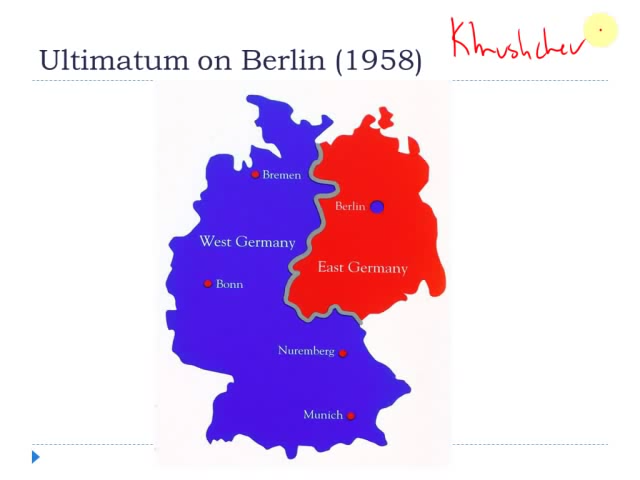 Khrushchev
Ultimatum on Berlin (1958)
Bremen
Berlin
West Germany
East Germany
Bonn
Nuremberg
Munich